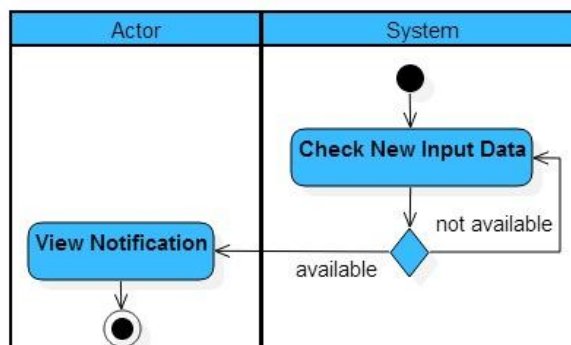 Actor
System
Check New Input Data
not available
View Notification
available